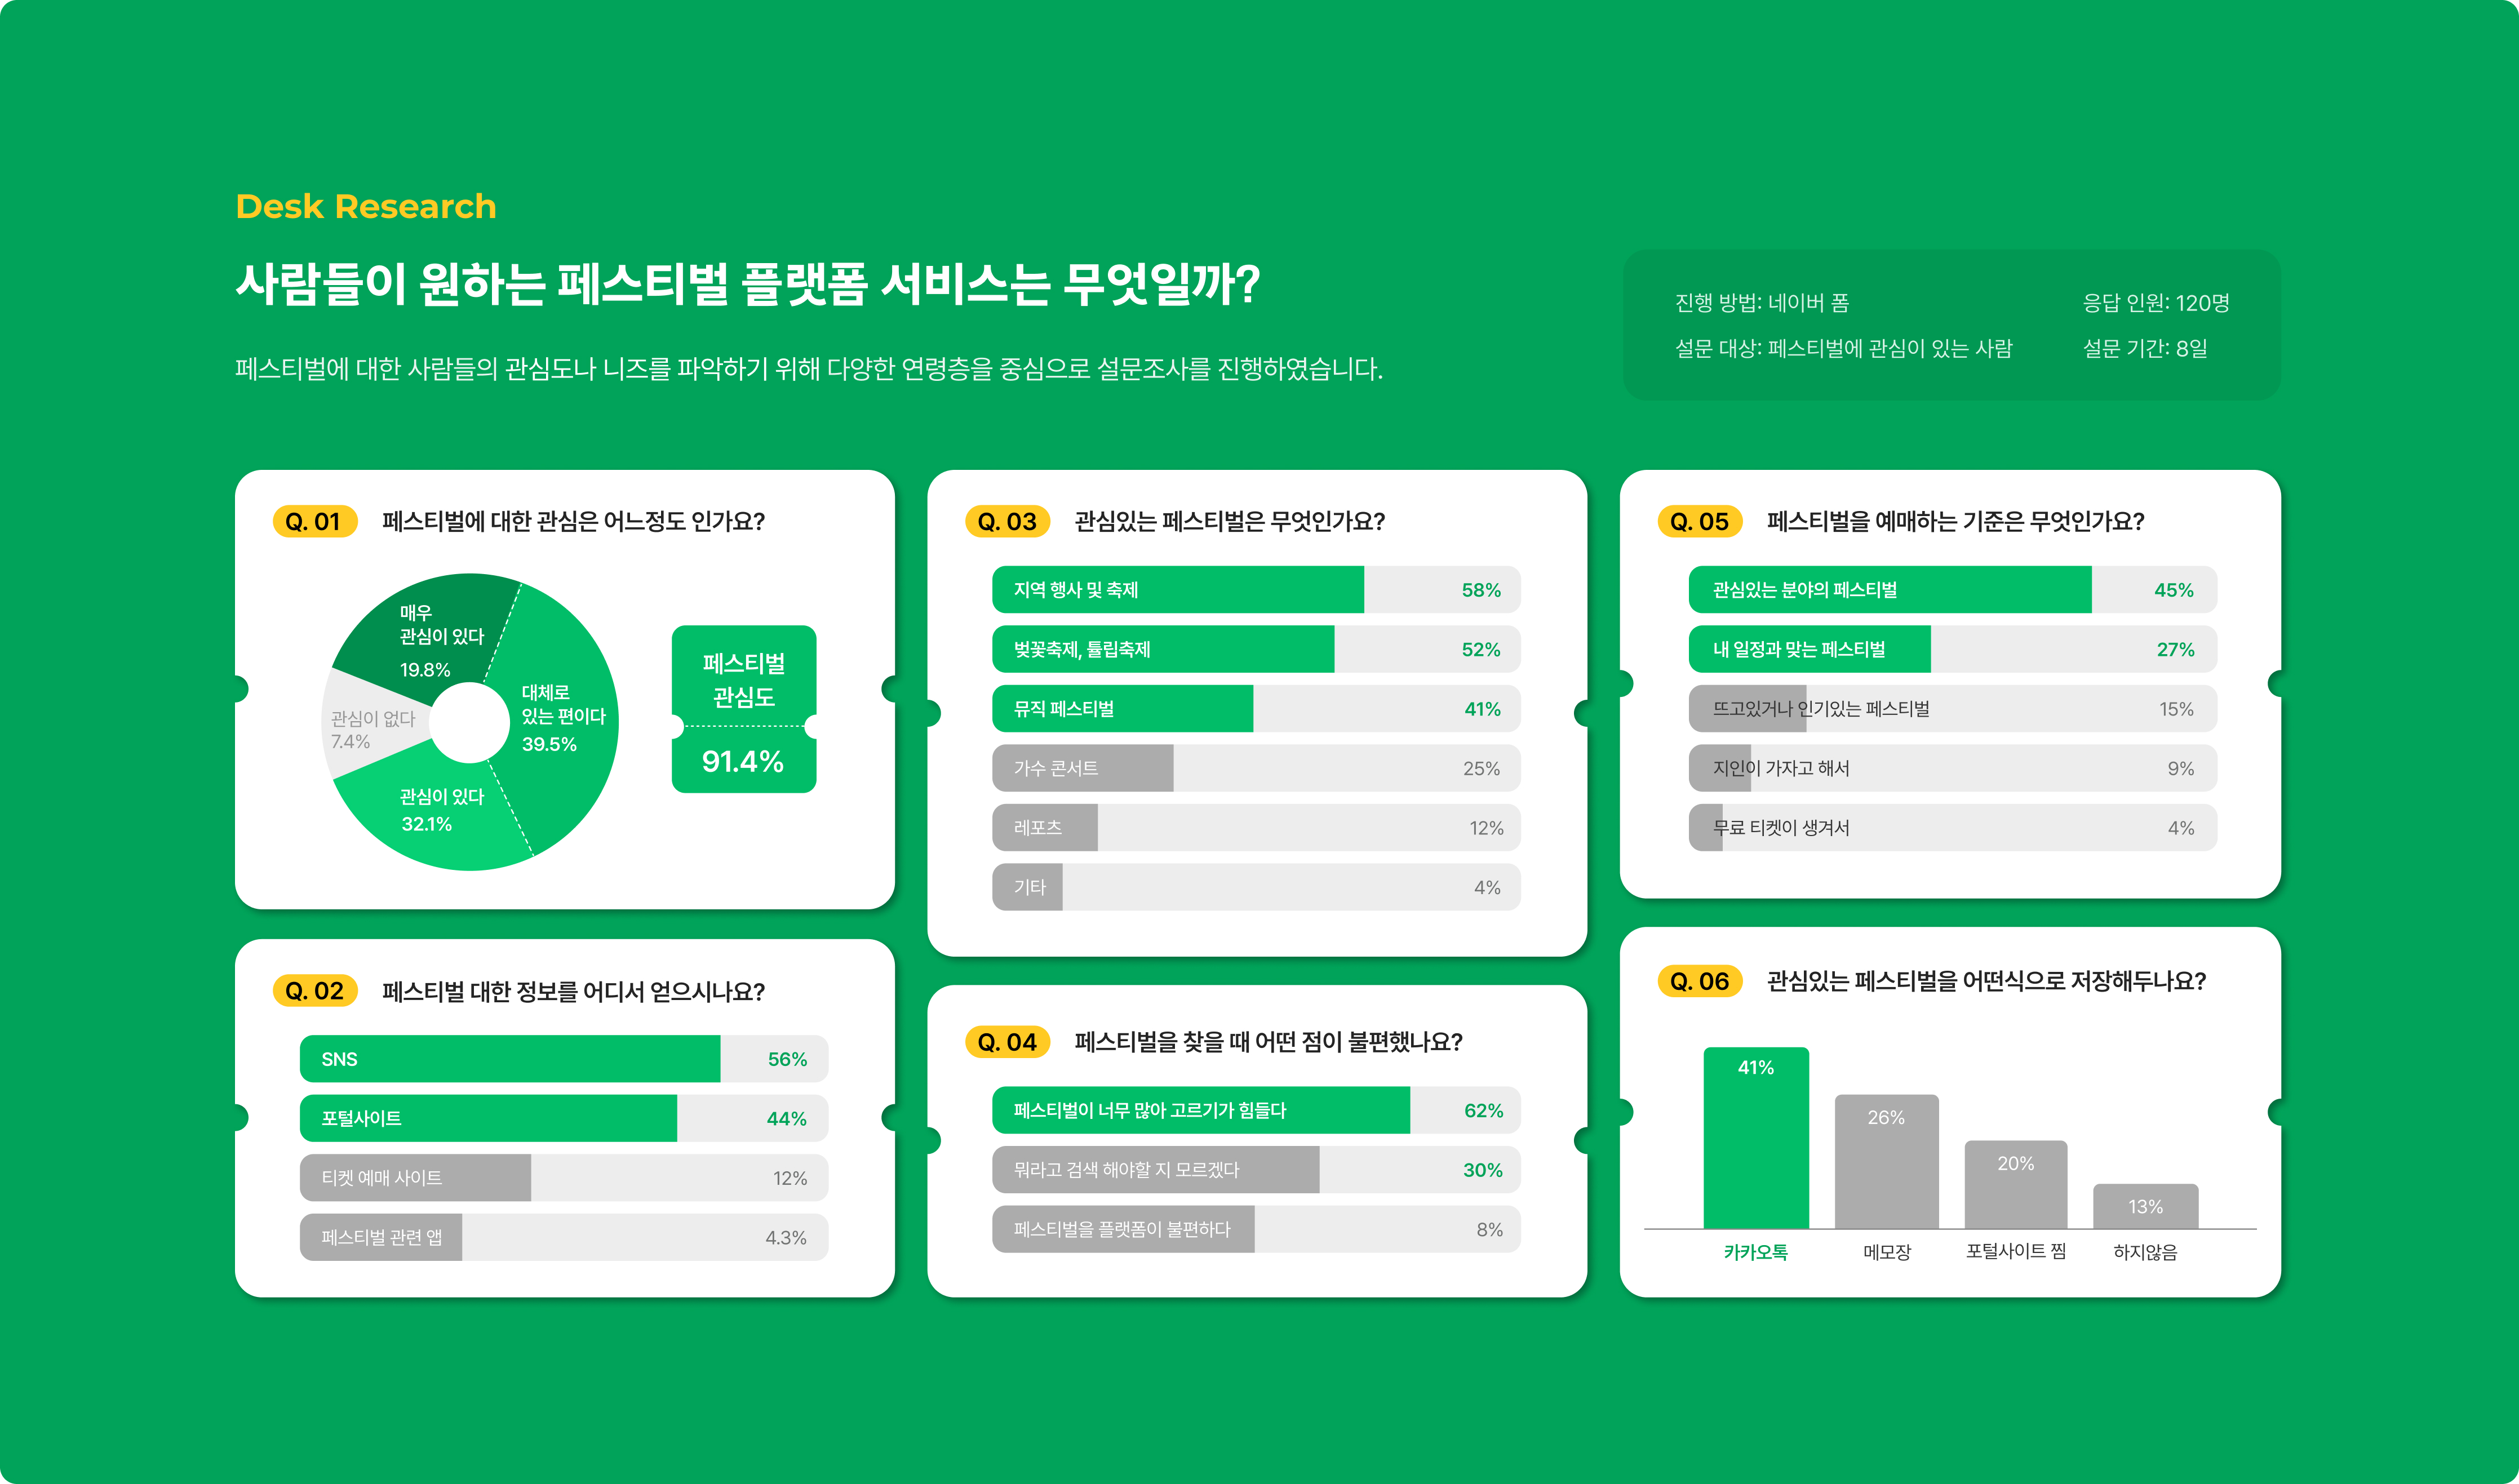 Desk Research
사람들이 원하는 페스티벌 플랫폼 서비스는 무엇일까?
페스티벌에 대한 사람들의 관심도나 니즈를 파악하기 위해 다양한 연령층을 중심으로 설문조사를 진행하였습니다.
진행 방법: 네이버 폼
응답 인원: 120명
설문 대상: 페스티벌에 관심이 있는 사람
설문 기간: 8일
Q. 01 페스티벌에 대한 관심은 어느정도 인가요?
매우
관심이 있다
19.8%
대체로
있는 편이다
39.5%
관심이 없다
7.4%
관심이 있다
32.1%
페스티벌
관심도
91.4%
Q. 02 페스티벌 대한 정보를 어디서 얻으시나요?
SNS 56%
포털사이트 44%
티켓 예매 사이트 12%
페스티벌 관련 앱 4.3%
Q. 03 관심있는 페스티벌은 무엇인가요?
지역 행사 및 축제 58%
벚꽃축제, 튤립축제 52%
뮤직 페스티벌 41%
가수 콘서트 25%
레포츠 12%
기타 4%
Q. 04 페스티벌을 찾을 때 어떤 점이 불편했나요?
페스티벌이 너무 많아 고르기가 힘들다 62%
뭐라고 검색 해야할 지 모르겠다 30%
페스티벌을 플랫폼이 불편하다 8%
Q. 05 페스티벌을 예매하는 기준은 무엇인가요?
관심있는 분야의 페스티벌 45%
내 일정과 맞는 페스티벌 27%
뜨고있거나 인기있는 페스티벌 15%
지인이 가자고 해서 9%
무료 티켓이 생겨서 4%
Q. 06 관심있는 페스티벌을 어떤식으로 저장해두나요?
41%
26%
20%
13%
카카오톡
메모장
포털사이트 찜
하지않음